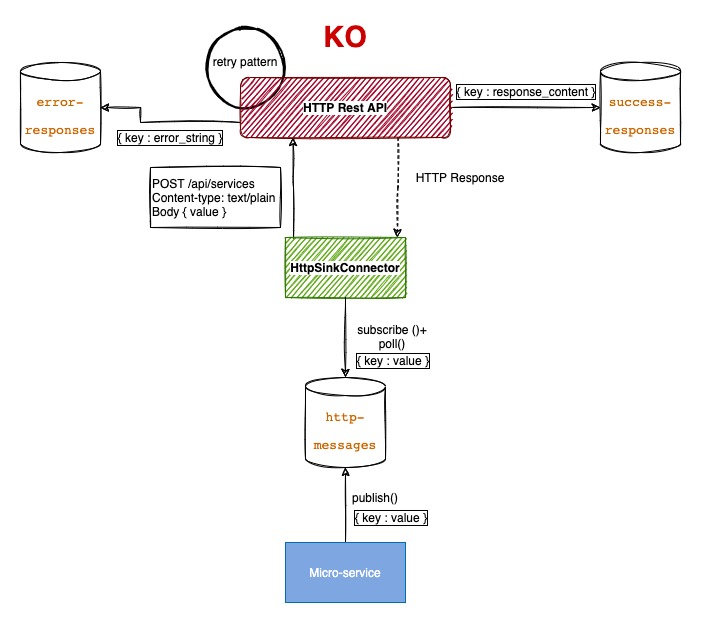 KO
retry pattern
error-
responses
HTTP Rest API
{ key : response_content }
success-
responses
{ key : error_string }
POST /api/services
Content-type: text/plain
Body { value }
HTTP Response
HttpSinkConnector
subscribe ()+
poll()
{ key : value }
http-
messages
publish()
{ key : value }
Micro-service